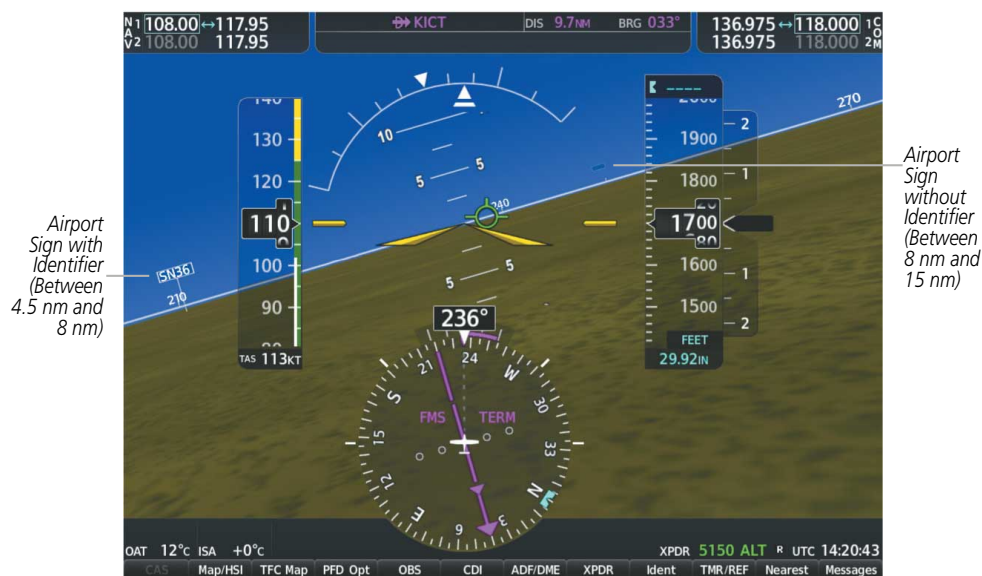 N 1 108.00 ↔ 117.95
A
V 2 108.00 117.95
D KICT DIS 9.7NM BRG 033°
136.975 ↔ 118.000 1 C
O
136.975 118.000 2 M
270
130
120
110
100
90
TAS 113KT
10
5
5
5
5
240
210
SN36
1900
1800
1700
80
1600
1500
2
1
1
2
FEET
29.92IN
236°
21
24
W
30
33
N
3
6
E
12
15
S
FMS TERM
Airport
Sign with
Identifier
(Between
4.5 nm and
8 nm)
Airport
Sign
without
Identifier
(Between
8 nm and
15 nm)
OAT 12°C ISA +0°C
XPDR 5150 ALT R UTC 14:20:43
CAS Map/HSI TFC Map PFD Opt OBS CDI ADF/DME XPDR Ident TMR/REF Nearest Messages